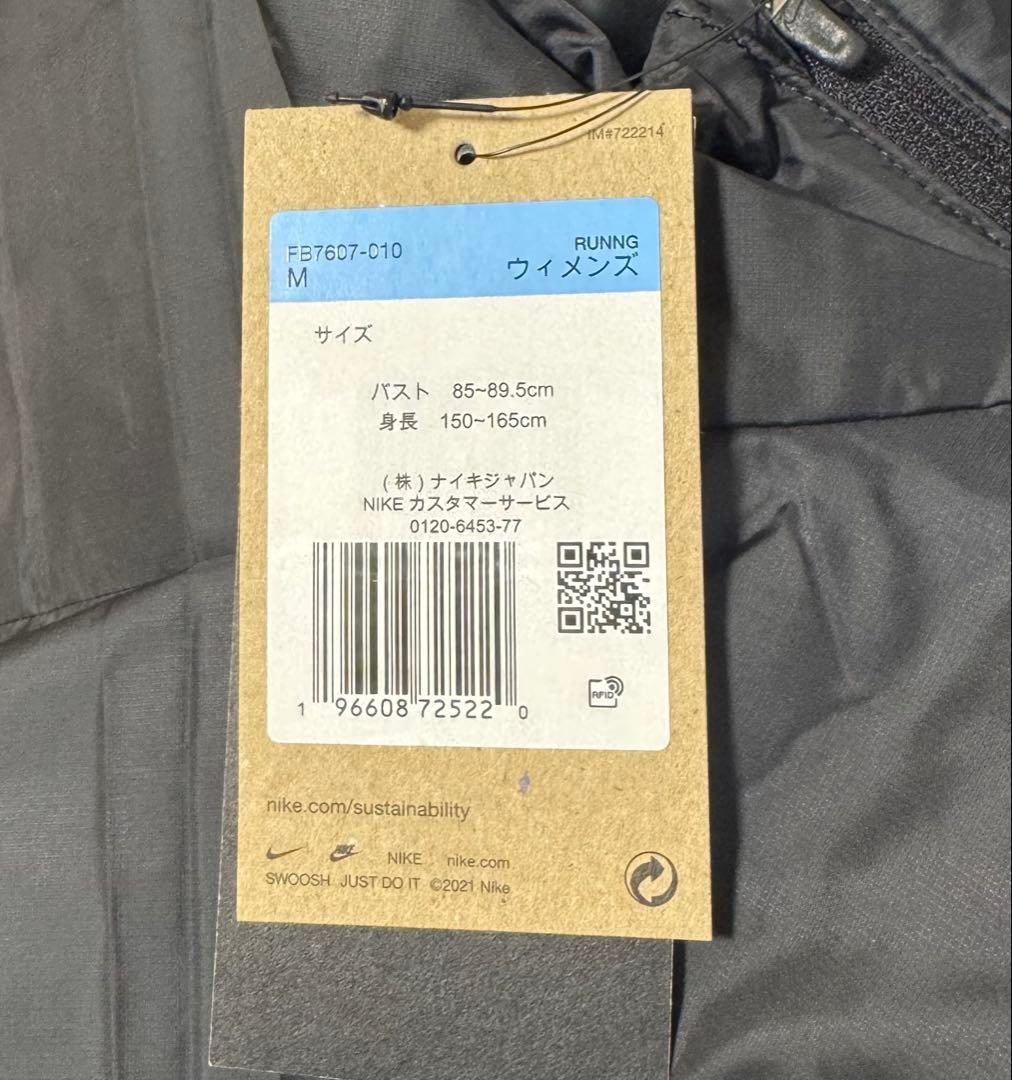 IM#722214
FB7607-010
M
RUNNG
ウィメンズ
サイズ
バスト 85~89.5cm
身長 150~165cm
(株)ナイキジャパン
NIKE カスタマーサービス
0120-6453-77
1 96608 72522 0
RFID
nike.com/sustainability
NIKE nike.com
SWOOSH JUST DO IT ©2021 Nike